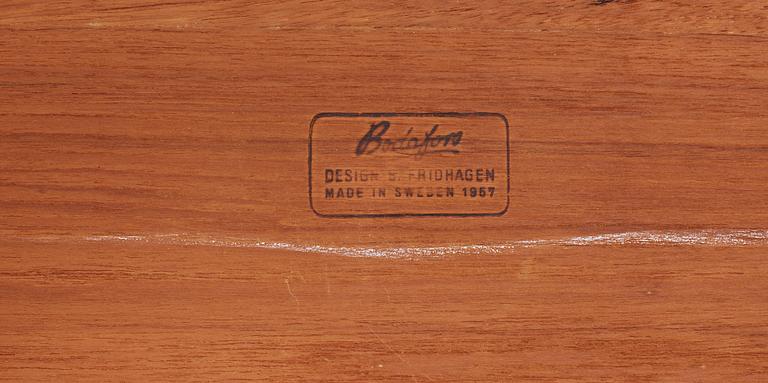 Bodafors
DESIGN S. FRIDHAGEN
MADE IN SWEDEN 1957